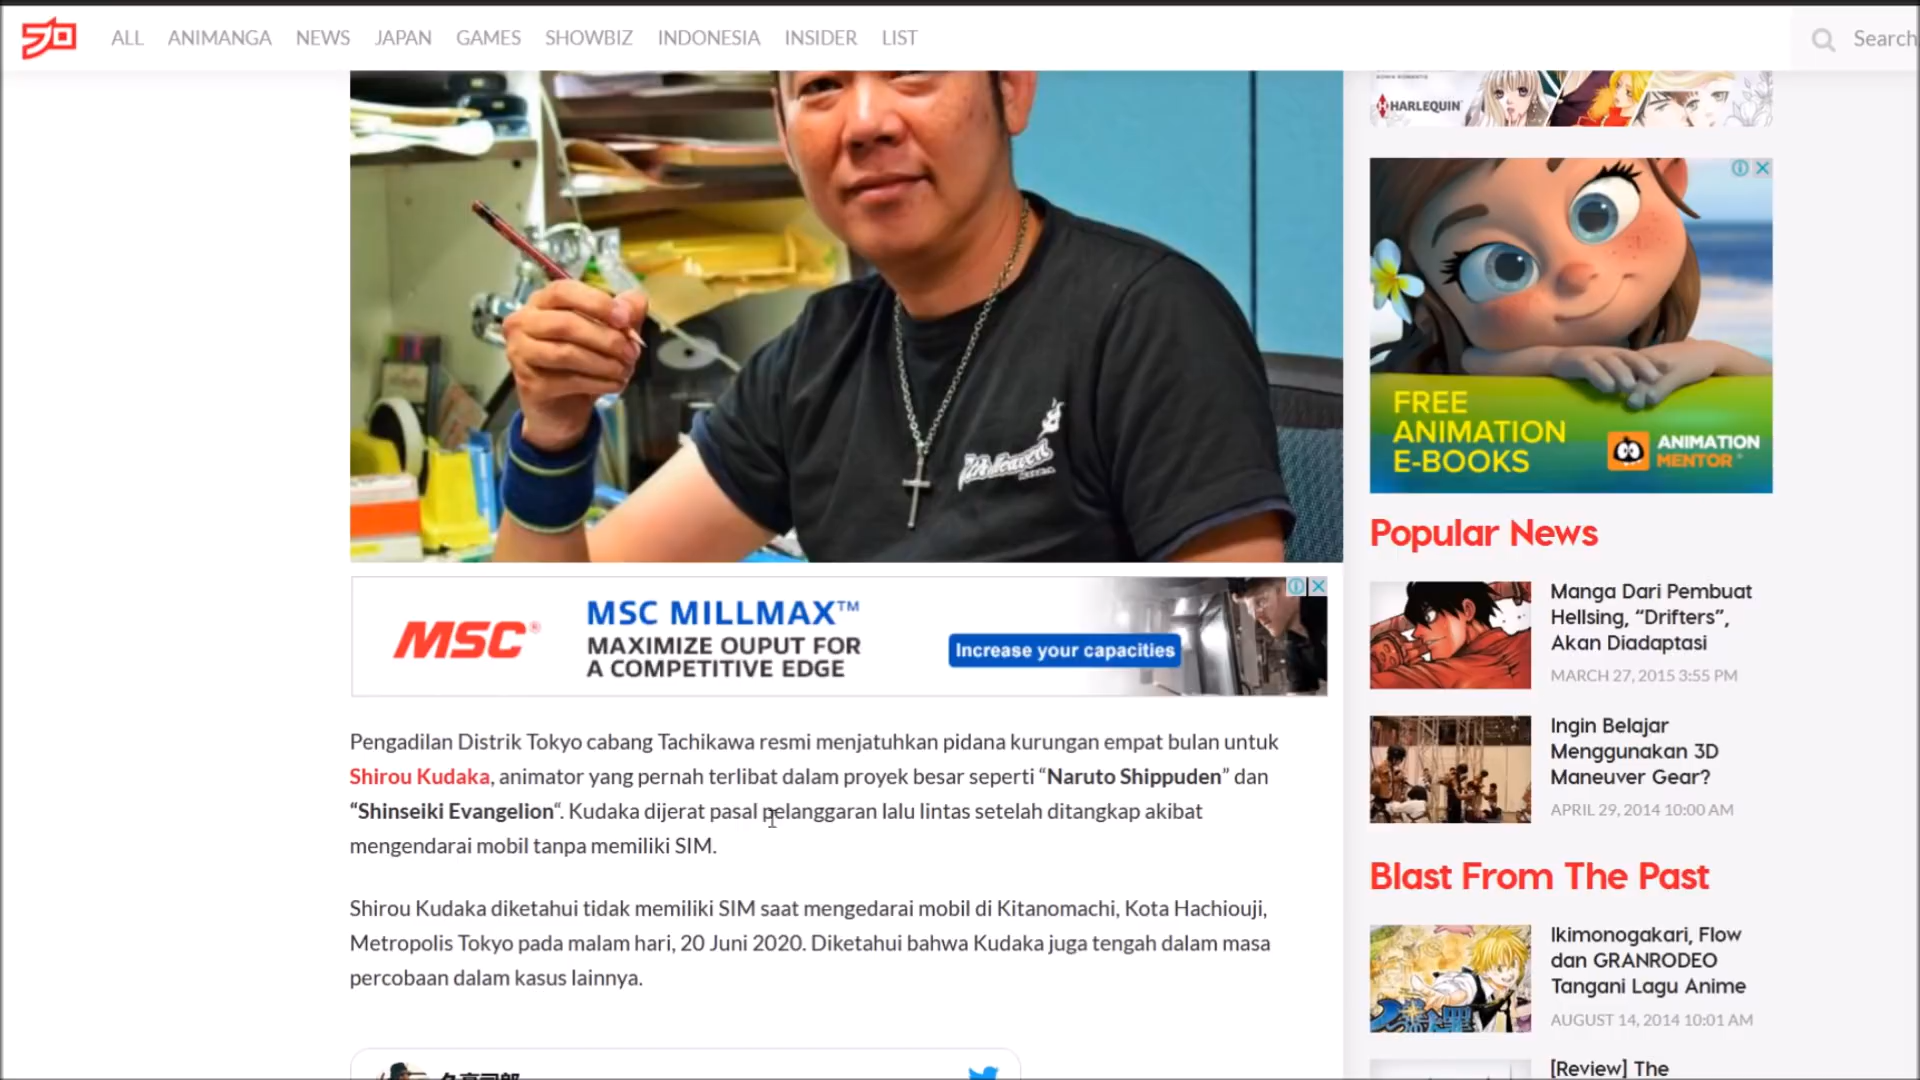 ALL ANIMANGA NEWS JAPAN GAMES SHOWBIZ INDONESIA INSIDER LIST
Search
HARLEQUIN
FREE
ANIMATION
E-BOOKS
ANIMATION
MENTOR
MSC®
MSC MILLMAX™
MAXIMIZE OUPUT FOR
A COMPETITIVE EDGE
Increase your capacities
Pengadilan Distrik Tokyo cabang Tachikawa resmi menjatuhkan pidana kurungan empat bulan untuk
Shirou Kudaka, animator yang pernah terlibat dalam proyek besar seperti “Naruto Shippuden” dan
“Shinseiki Evangelion“. Kudaka dijerat pasal pelanggaran lalu lintas setelah ditangkap akibat
mengendarai mobil tanpa memiliki SIM.
Shirou Kudaka diketahui tidak memiliki SIM saat mengedarai mobil di Kitanomachi, Kota Hachiouji,
Metropolis Tokyo pada malam hari, 20 Juni 2020. Diketahui bahwa Kudaka juga tengah dalam masa
percobaan dalam kasus lainnya.
Popular News
Manga Dari Pembuat
Hellsing, “Drifters”,
Akan Diadaptasi
MARCH 27, 2015 3:55 PM
Ingin Belajar
Menggunakan 3D
Maneuver Gear?
APRIL 29, 2014 10:00 AM
Blast From The Past
Ikimonogakari, Flow
dan GRANRODEO
Tangani Lagu Anime
AUGUST 14, 2014 10:01 AM
[Review] The